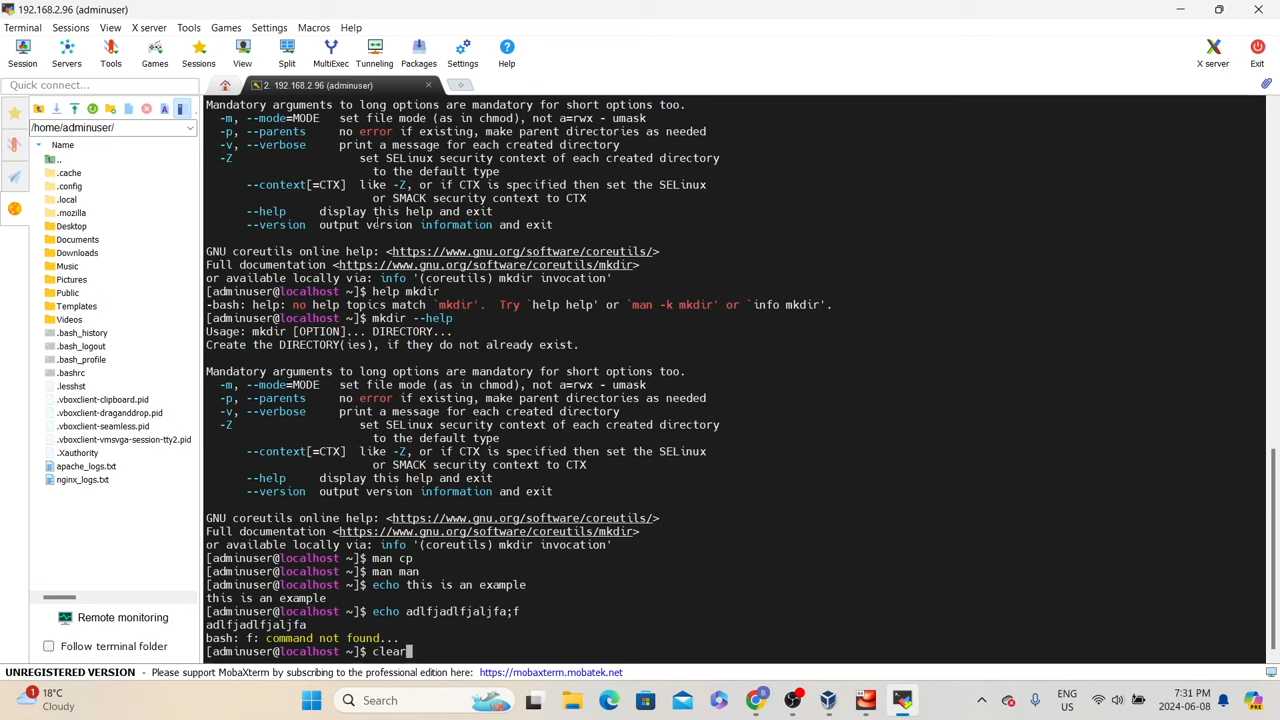 192.168.2.96 (adminuser)
Terminal Sessions View X server Tools Games Settings Macros Help
Session Servers Tools Games Sessions View Split MultiExec Tunneling Packages Settings Help X server Exit
Quick connect...
2. 192.168.2.96 (adminuser)
/home/adminuser/
Name
..
.cache
.config
.local
.mozilla
Desktop
Documents
Downloads
Music
Pictures
Public
Templates
Videos
.bash_history
.bash_logout
.bash_profile
.bashrc
.lesshst
.vboxclient-clipboard.pid
.vboxclient-draganddrop.pid
.vboxclient-seamless.pid
.vboxclient-vmsvga-session-tty2.pid
.Xauthority
apache_logs.txt
nginx_logs.txt
Remote monitoring
Follow terminal folder
Mandatory arguments to long options are mandatory for short options too.
-m, --mode=MODE   set file mode (as in chmod), not a=rwx - umask
-p, --parents     no error if existing, make parent directories as needed
-v, --verbose     print a message for each created directory
-Z                   set SELinux security context of each created directory
to the default type
--context[=CTX]  like -Z, or if CTX is specified then set the SELinux
or SMACK security context to CTX
--help     display this help and exit
--version  output version information and exit
GNU coreutils online help: <https://www.gnu.org/software/coreutils/>
Full documentation <https://www.gnu.org/software/coreutils/mkdir>
or available locally via: info '(coreutils) mkdir invocation'
[adminuser@localhost ~]$ help mkdir
-bash: help: no help topics match `mkdir'.  Try `help help' or `man -k mkdir' or `info mkdir'.
[adminuser@localhost ~]$ mkdir --help
Usage: mkdir [OPTION]... DIRECTORY...
Create the DIRECTORY(ies), if they do not already exist.
Mandatory arguments to long options are mandatory for short options too.
-m, --mode=MODE   set file mode (as in chmod), not a=rwx - umask
-p, --parents     no error if existing, make parent directories as needed
-v, --verbose     print a message for each created directory
-Z                   set SELinux security context of each created directory
to the default type
--context[=CTX]  like -Z, or if CTX is specified then set the SELinux
or SMACK security context to CTX
--help     display this help and exit
--version  output version information and exit
GNU coreutils online help: <https://www.gnu.org/software/coreutils/>
Full documentation <https://www.gnu.org/software/coreutils/mkdir>
or available locally via: info '(coreutils) mkdir invocation'
[adminuser@localhost ~]$ man cp
[adminuser@localhost ~]$ man man
[adminuser@localhost ~]$ echo this is an example
this is an example
[adminuser@localhost ~]$ echo adlfjadlfjaljfa;f
adlfjadlfjaljfa
bash: f: command not found...
[adminuser@localhost ~]$ clear
UNREGISTERED VERSION - Please support MobaXterm by subscribing to the professional edition here: https://mobaxterm.mobatek.net
1
18°C
Cloudy
Search
ENG
US
7:31 PM
2024-06-08